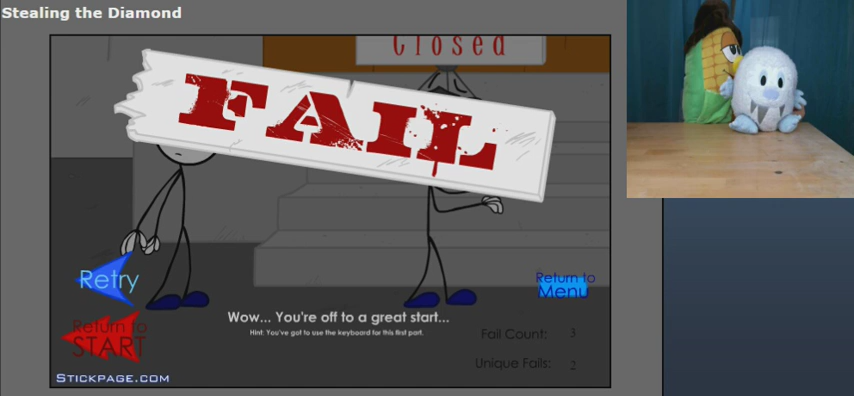 Stealing the Diamond
Closed
FAIL
Retry
Return to
Menu
Wow... You're off to a great start...
Hint: You've got to use the keyboard for this first part.
Return to
START
Fail Count: 3
Unique Fails: 2
STICKPAGE.COM